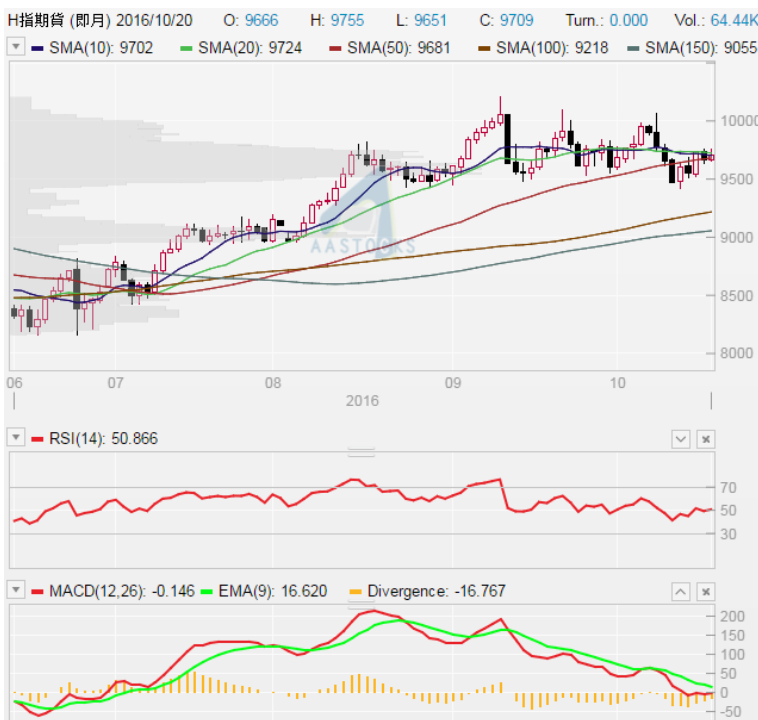 H指期貨 (即月) 2016/10/20 O: 9666 H: 9755 L: 9651 C: 9709 Turn.: 0.000 Vol.: 64.44K
SMA(10): 9702 SMA(20): 9724 SMA(50): 9681 SMA(100): 9218 SMA(150): 9055
10000
9500
AASTOCKS
9000
8500
8000
06 07 08 09 10
2016
RSI(14): 50.866
70
50
30
MACD(12,26): -0.146 EMA(9): 16.620 Divergence: -16.767
200
150
100
50
0
-50